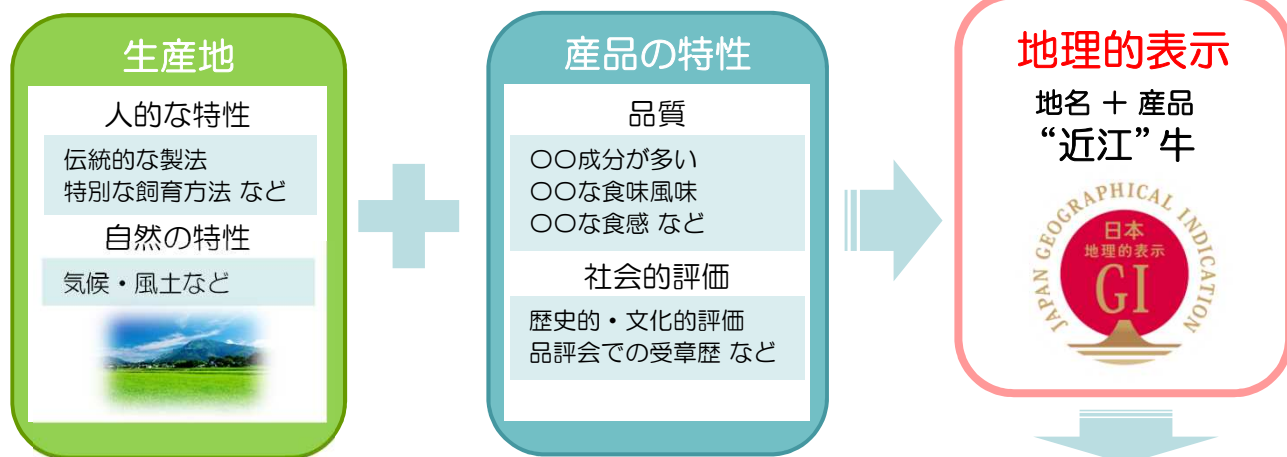 生産地
人的な特性
伝統的な製法
特別な飼育方法 など
自然の特性
気候・風土など
産品の特性
品質
〇〇成分が多い
〇〇な食味風味
〇〇な食感 など
社会的評価
歴史的・文化的評価
品評会での受章歴 など
地理的表示
地名 ＋ 産品
“近江” 牛
JAPAN GEOGRAPHICAL INDICATION
日本
地理的表示
GI